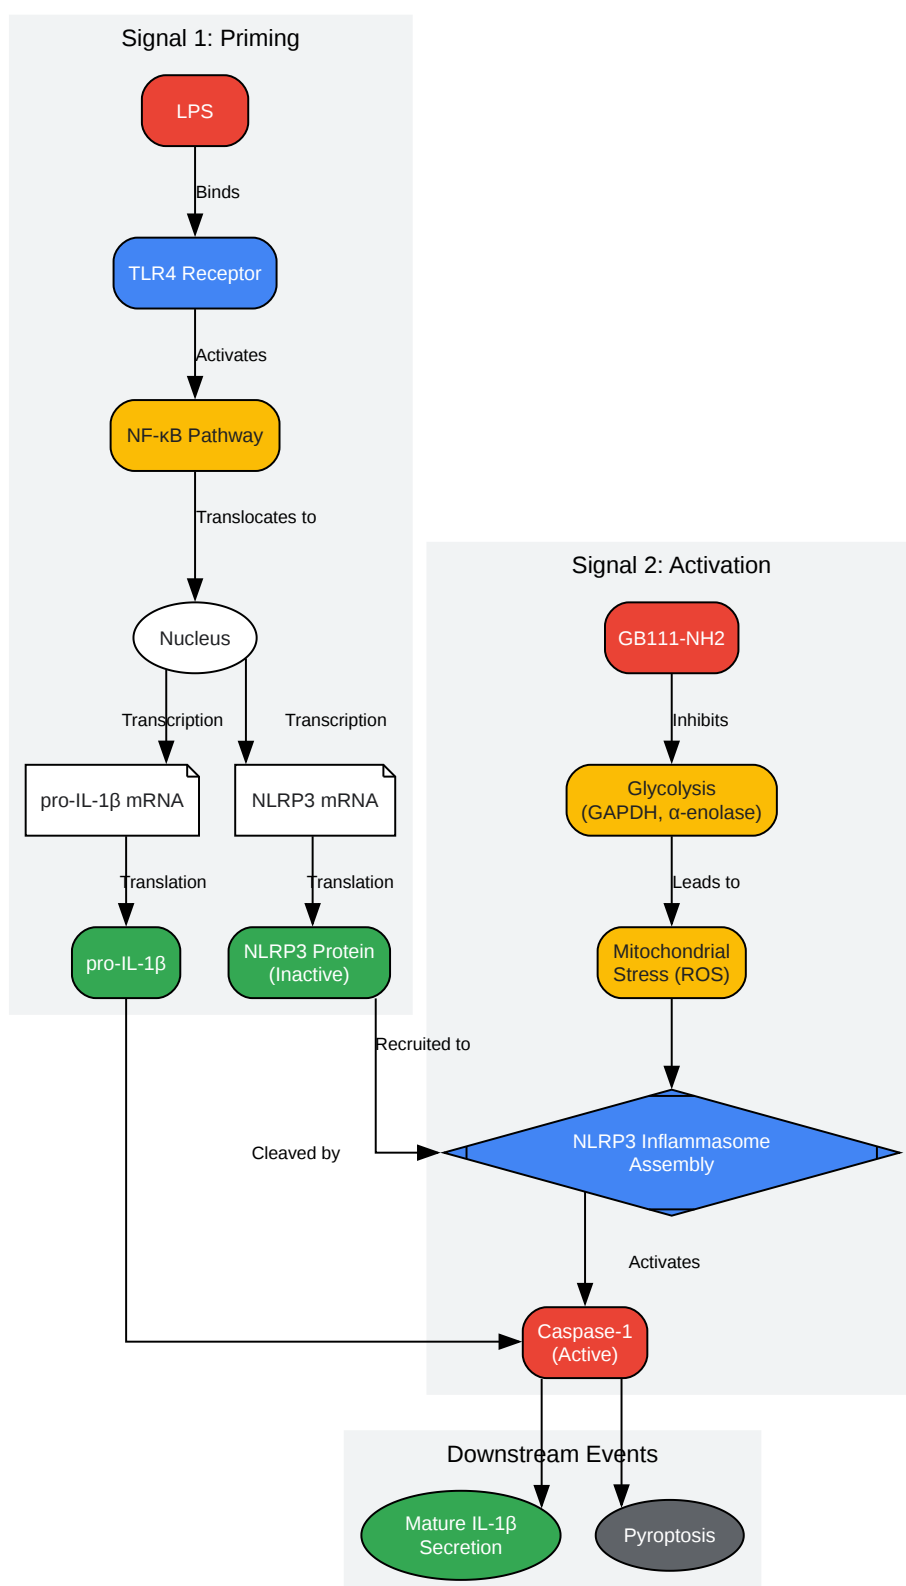 Signal 1: Priming
LPS
Binds
TLR4 Receptor
Activates
NF-κB Pathway
Translocates to
Nucleus
Transcription
Transcription
pro-IL-1β mRNA
NLRP3 mRNA
Translation
Translation
pro-IL-1β
NLRP3 Protein
(Inactive)
Recruited to
Cleaved by
Signal 2: Activation
GB111-NH2
Inhibits
Glycolysis
(GAPDH, α-enolase)
Leads to
Mitochondrial
Stress (ROS)
NLRP3 Inflammasome
Assembly
Activates
Caspase-1
(Active)
Downstream Events
Mature IL-1β
Secretion
Pyroptosis